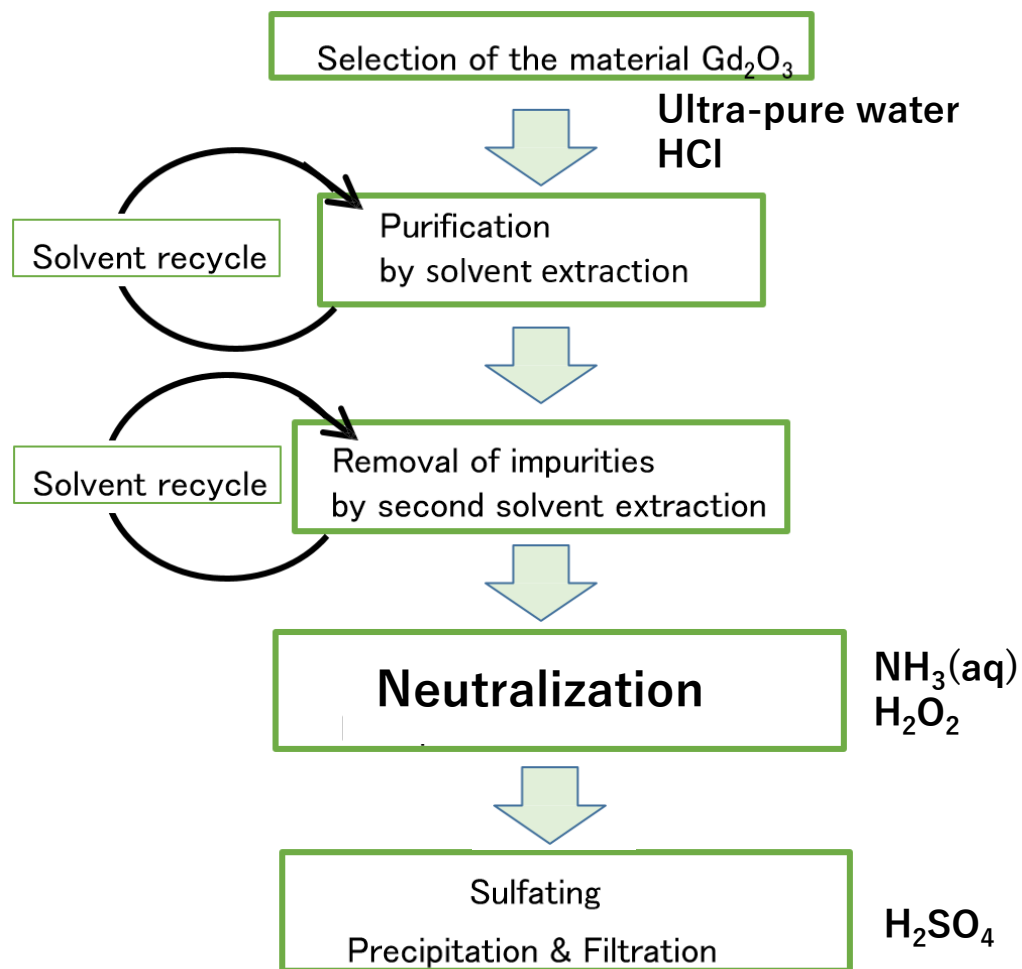 Selection of the material Gd₂O₃
Ultra-pure water
HCl
Purification
by solvent extraction
Solvent recycle
Removal of impurities
by second solvent extraction
Solvent recycle
Neutralization
NH₃(aq)
H₂O₂
Sulfating
Precipitation & Filtration
H₂SO₄